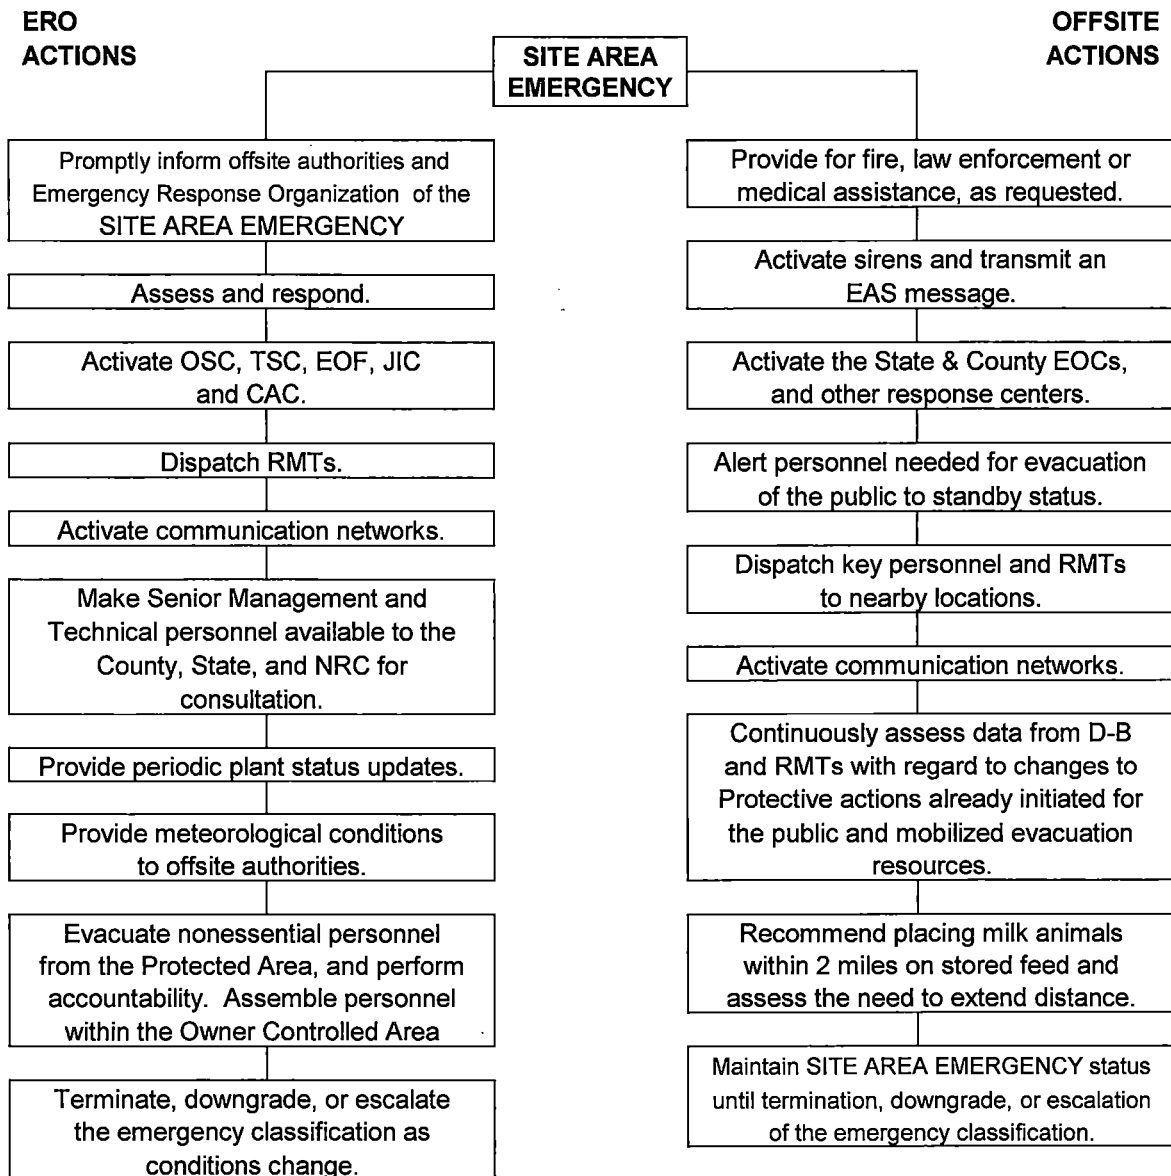 ERO
ACTIONS
OFFSITE
ACTIONS
SITE AREA
EMERGENCY
Promptly inform offsite authorities and
Emergency Response Organization of the
SITE AREA EMERGENCY
Assess and respond.
Activate OSC, TSC, EOF, JIC
and CAC.
Dispatch RMTs.
Activate communication networks.
Make Senior Management and
Technical personnel available to the
County, State, and NRC for
consultation.
Provide periodic plant status updates.
Provide meteorological conditions
to offsite authorities.
Evacuate nonessential personnel
from the Protected Area, and perform
accountability. Assemble personnel
within the Owner Controlled Area
Terminate, downgrade, or escalate
the emergency classification as
conditions change.
Provide for fire, law enforcement or
medical assistance, as requested.
Activate sirens and transmit an
EAS message.
Activate the State & County EOCs,
and other response centers.
Alert personnel needed for evacuation
of the public to standby status.
Dispatch key personnel and RMTs
to nearby locations.
Activate communication networks.
Continuously assess data from D-B
and RMTs with regard to changes to
Protective actions already initiated for
the public and mobilized evacuation
resources.
Recommend placing milk animals
within 2 miles on stored feed and
assess the need to extend distance.
Maintain SITE AREA EMERGENCY status
until termination, downgrade, or escalation
of the emergency classification.